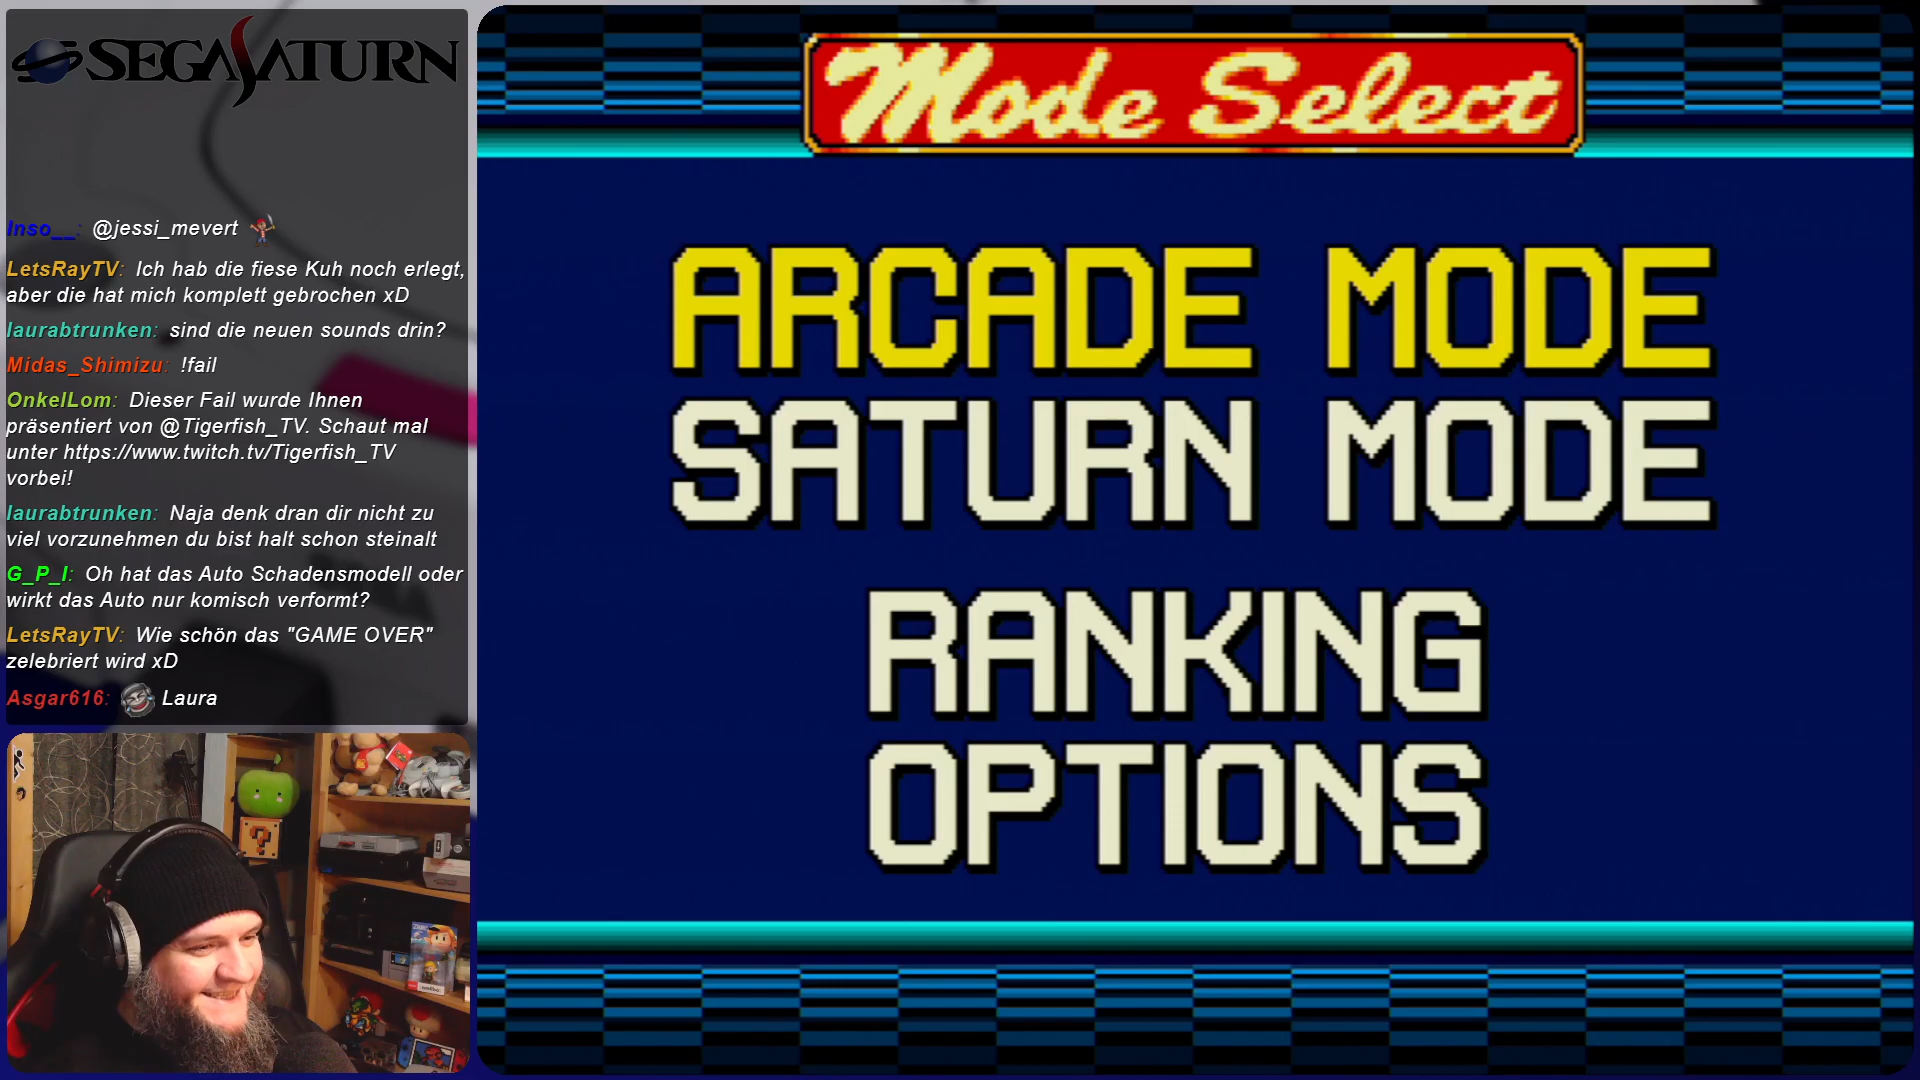 SEGA SATURN
Inso__: @jessi_mevert
LetsRayTV: Ich hab die fiese Kuh noch erlegt,
aber die hat mich komplett gebrochen xD
laurabtrunken: sind die neuen sounds drin?
Midas_Shimizu: !fail
OnkelLom: Dieser Fail wurde Ihnen
präsentiert von @Tigerfish_TV. Schaut mal
unter https://www.twitch.tv/Tigerfish_TV
vorbei!
laurabtrunken: Naja denk dran dir nicht zu
viel vorzunehmen du bist halt schon steinalt
G_P_I: Oh hat das Auto Schadensmodell oder
wirkt das Auto nur komisch verformt?
LetsRayTV: Wie schön das "GAME OVER"
zelebriert wird xD
Asgar616: Laura
?
Mode Select
ARCADE MODE
SATURN MODE
RANKING
OPTIONS